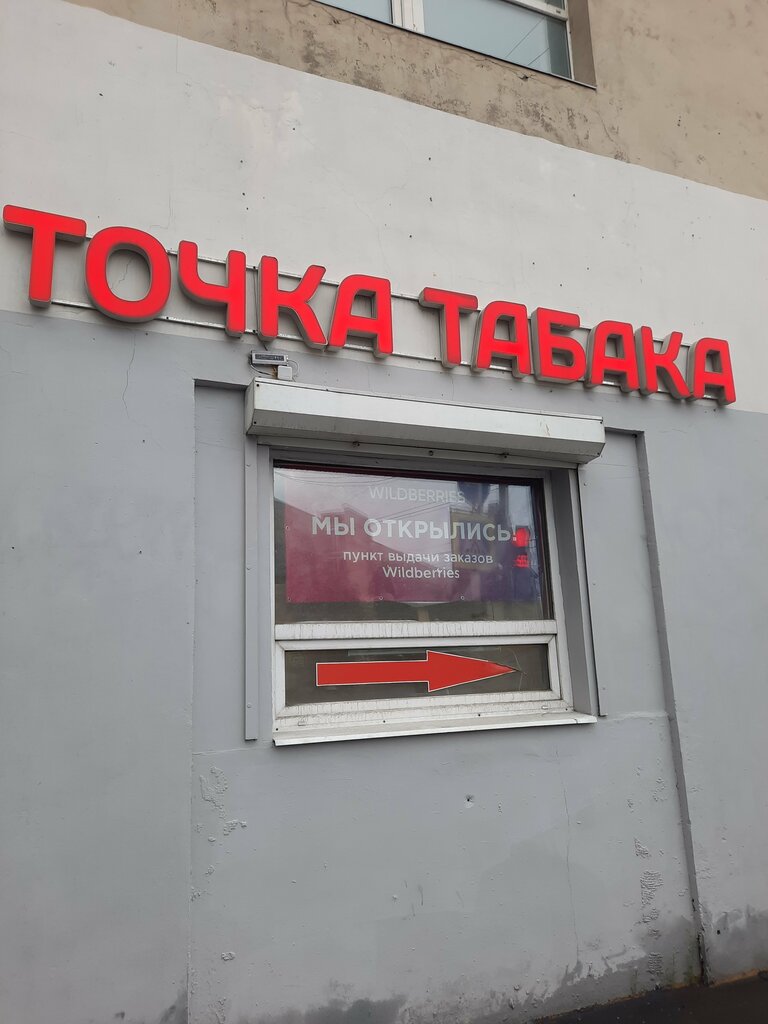 ТОЧКА ТАБАКА
WILDBERRIES
МЫ ОТКРЫЛИСЬ!
пункт выдачи заказов
Wildberries